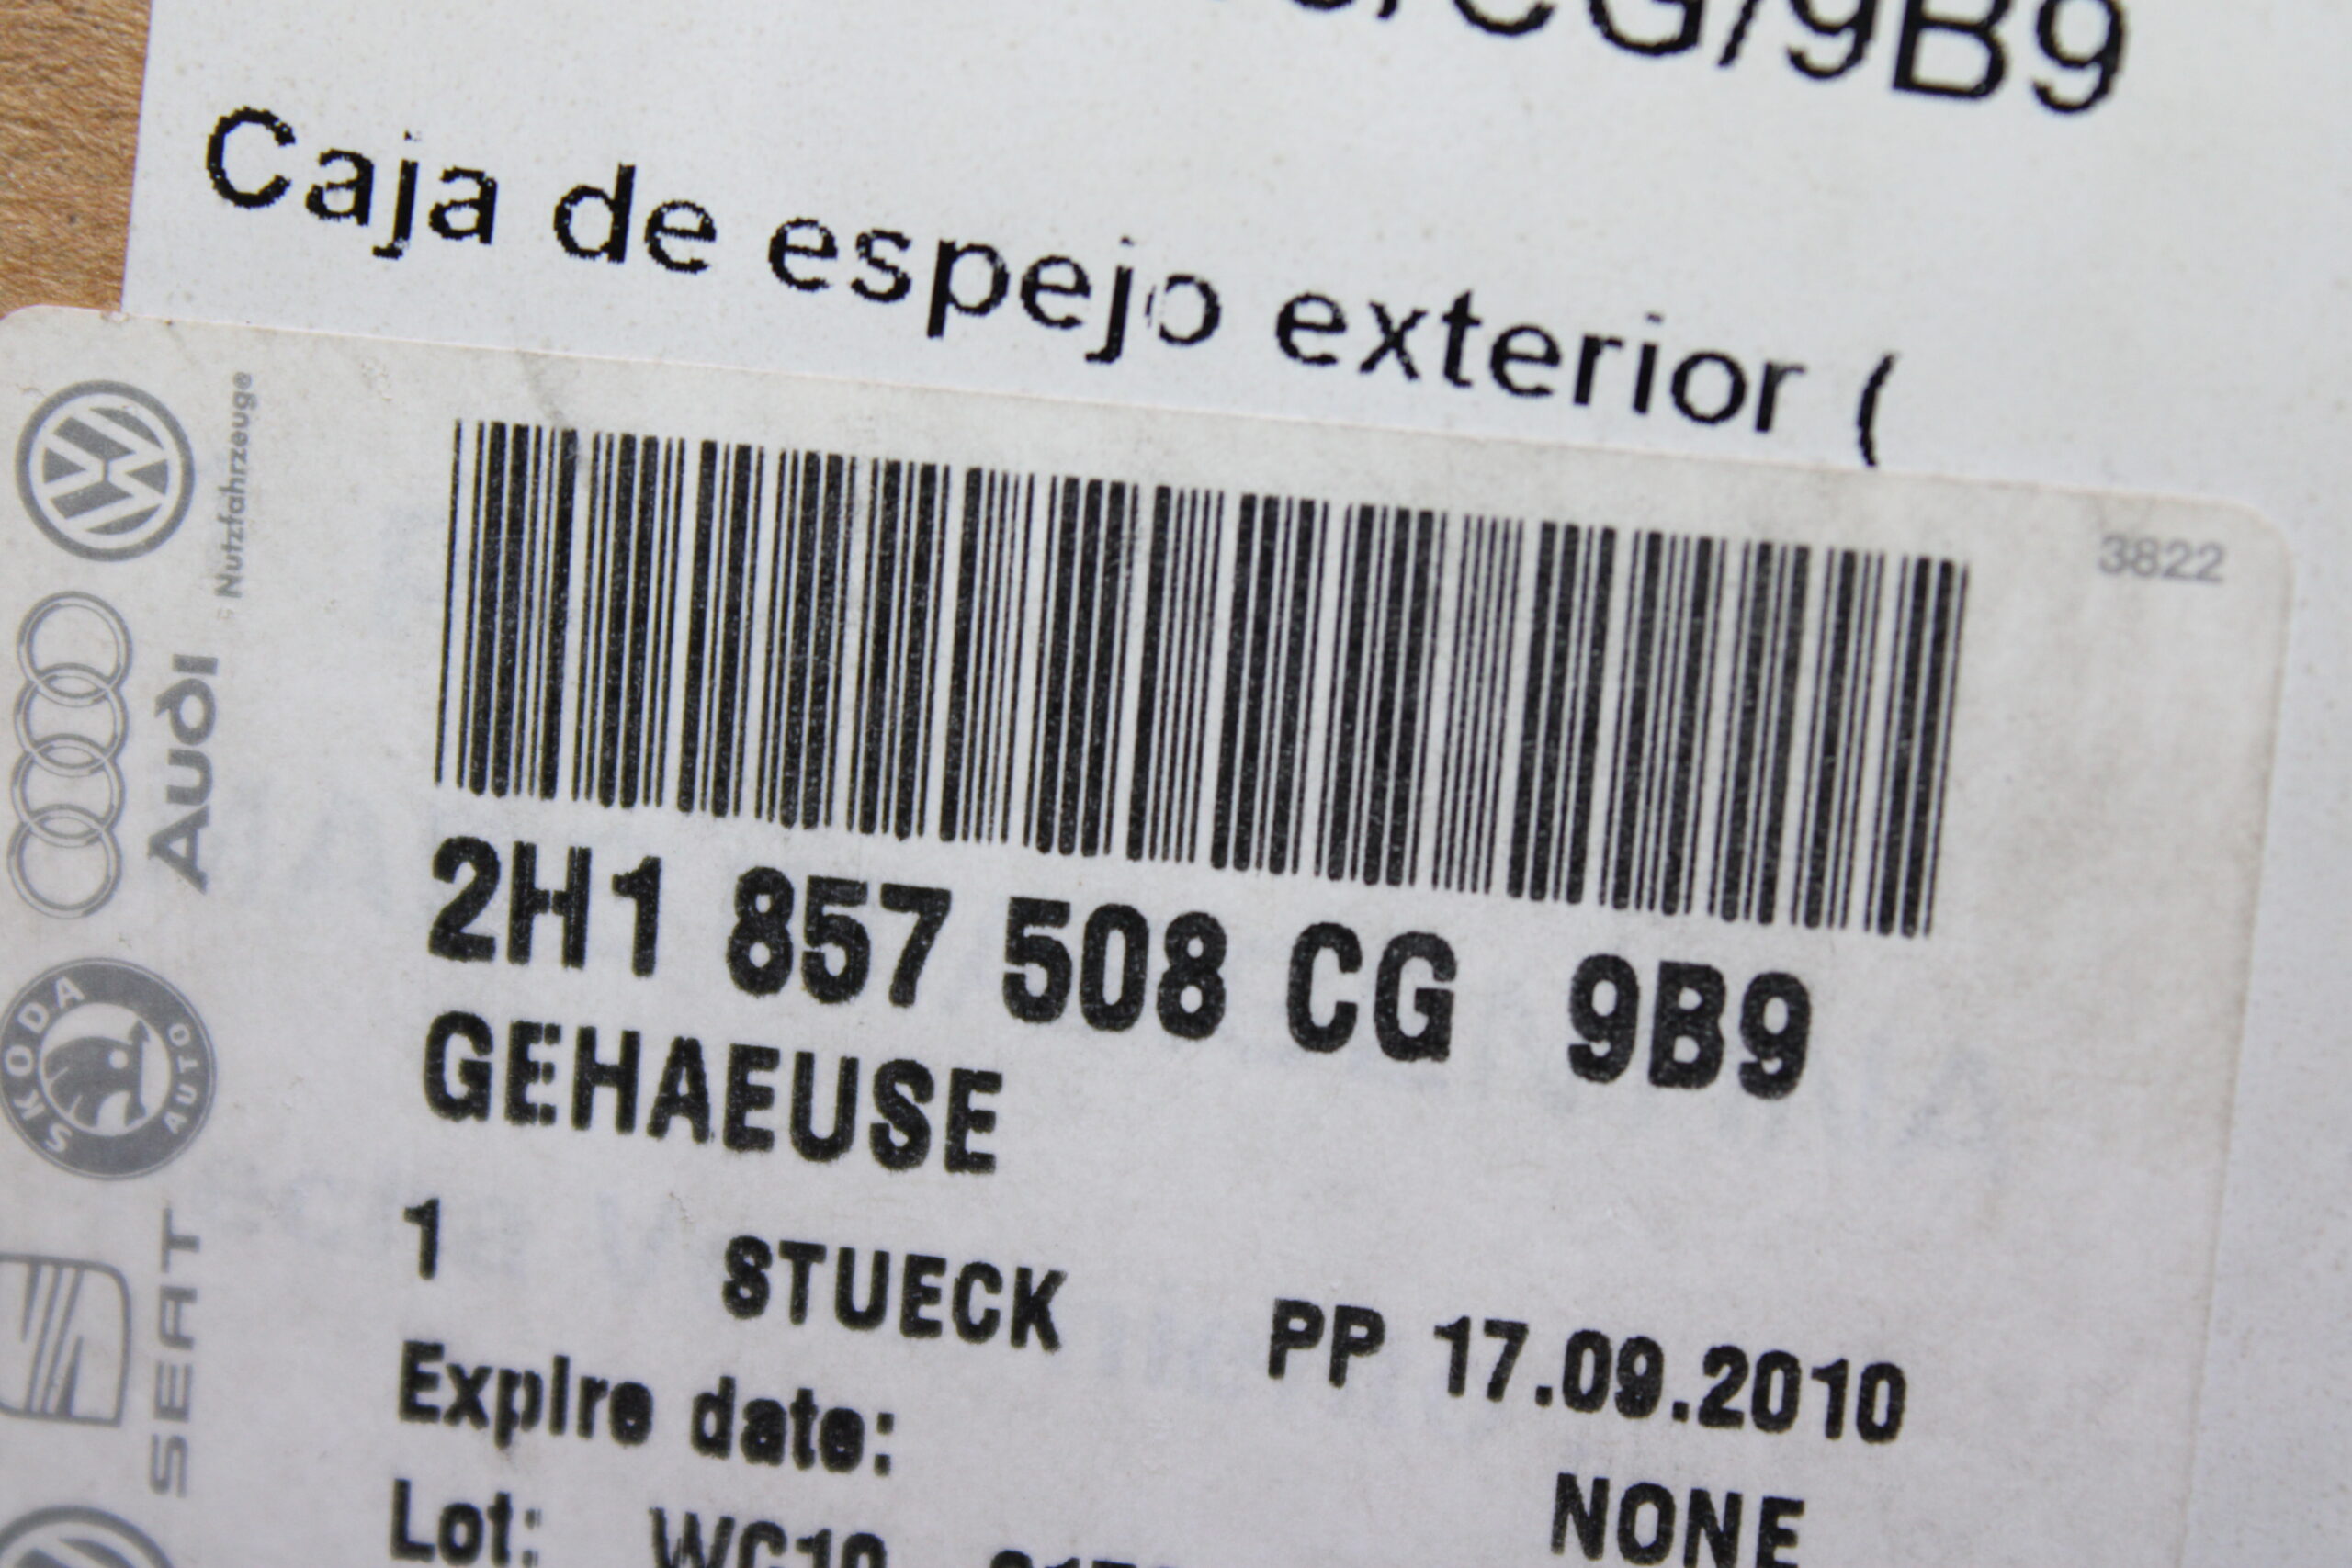 /CG/9B9
Caja de espejo exterior (
Nutzfahrzeuge
Audi
SKODA
AUTO
SEAT
3822
2H1 857 508 CG 9B9
GEHAEUSE
1 STUECK PP 17.09.2010
Expire date:
NONE
Lot: WC10